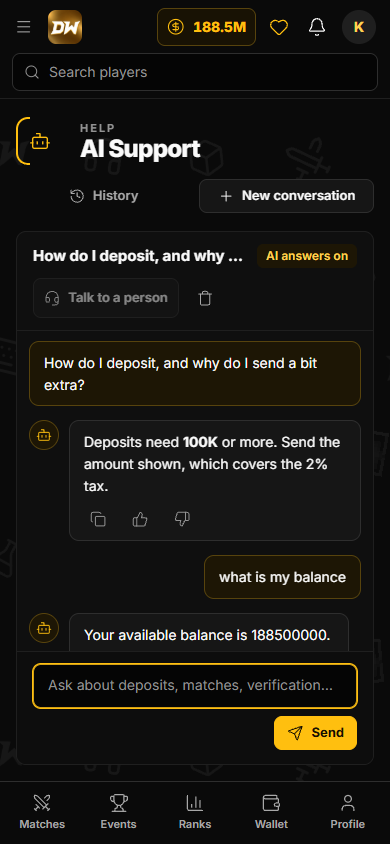 DW
188.5M
K
Search players
HELP
AI Support
History
New conversation
How do I deposit, and why ...
AI answers on
Talk to a person
How do I deposit, and why do I send a bit
extra?
Deposits need 100K or more. Send the
amount shown, which covers the 2%
tax.
what is my balance
Your available balance is 188500000.
Ask about deposits, matches, verification...
Send
Matches
Events
Ranks
Wallet
Profile